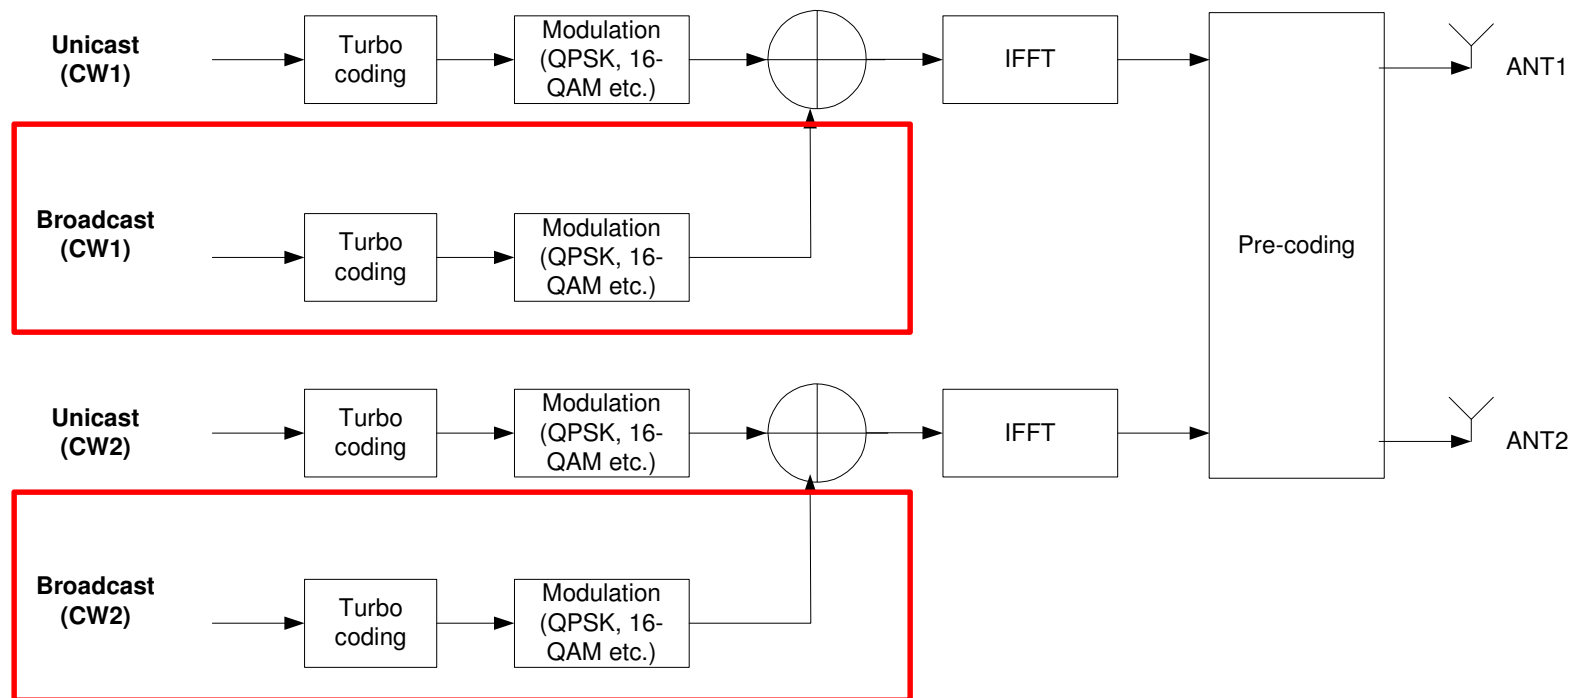 Unicast
(CW1)
Turbo
coding
Modulation
(QPSK, 16-
QAM etc.)
IFFT
ANT1
Broadcast
(CW1)
Turbo
coding
Modulation
(QPSK, 16-
QAM etc.)
Pre-coding
Unicast
(CW2)
Turbo
coding
Modulation
(QPSK, 16-
QAM etc.)
IFFT
ANT2
Broadcast
(CW2)
Turbo
coding
Modulation
(QPSK, 16-
QAM etc.)